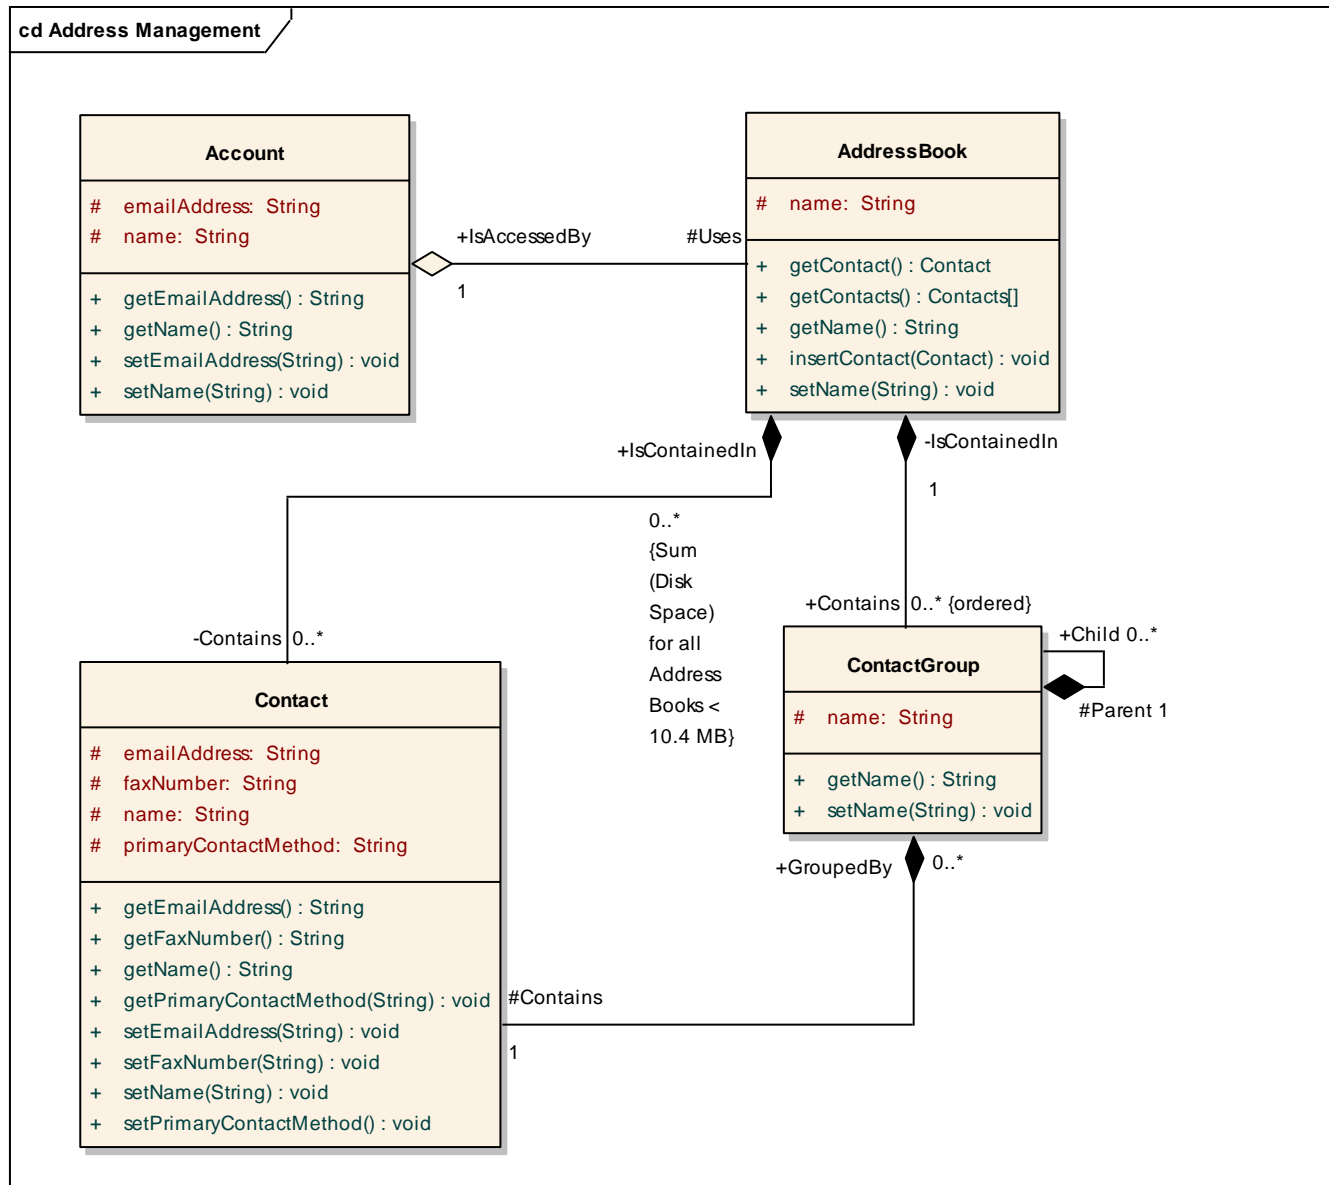 cd Address Management
Account
# emailAddress: String
# name: String
+ getEmailAddress() : String
+ getName() : String
+ setEmailAddress(String) : void
+ setName(String) : void
+IsAccessedBy
1
#Uses
AddressBook
# name: String
+ getContact() : Contact
+ getContacts() : Contacts[]
+ getName() : String
+ insertContact(Contact) : void
+ setName(String) : void
+IsContainedIn
0..*
{Sum
(Disk
Space)
for all
Address
Books <
10.4 MB}
-IsContainedIn
1
-Contains 0..*
+Contains 0..* {ordered}
+Child 0..*
#Parent 1
ContactGroup
# name: String
+ getName() : String
+ setName(String) : void
+GroupedBy 0..*
Contact
# emailAddress: String
# faxNumber: String
# name: String
# primaryContactMethod: String
+ getEmailAddress() : String
+ getFaxNumber() : String
+ getName() : String
+ getPrimaryContactMethod(String) : void
+ setEmailAddress(String) : void
+ setFaxNumber(String) : void
+ setName(String) : void
+ setPrimaryContactMethod() : void
#Contains
1